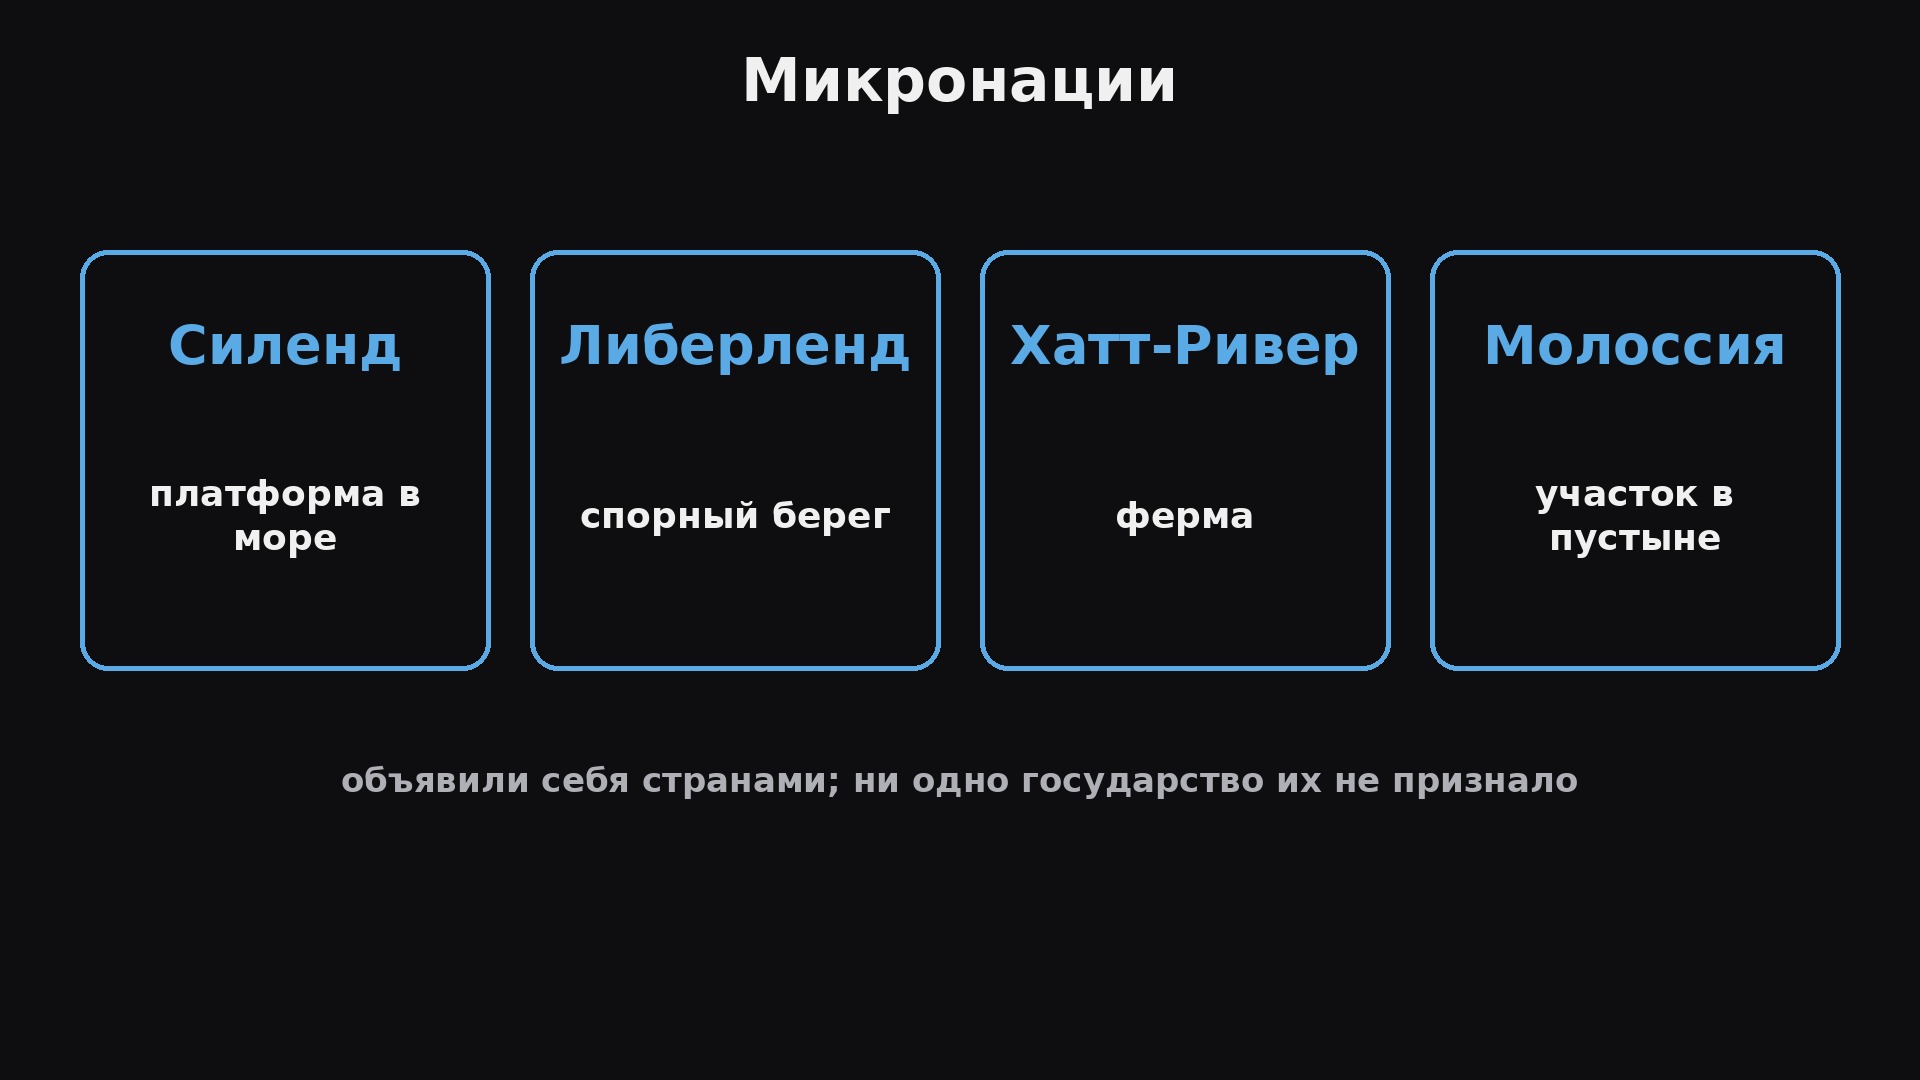 Микронации
Силенд
платформа в
море
Либерленд
спорный берег
Хатт-Ривер
ферма
Молоссия
участок в
пустыне
объявили себя странами; ни одно государство их не признало